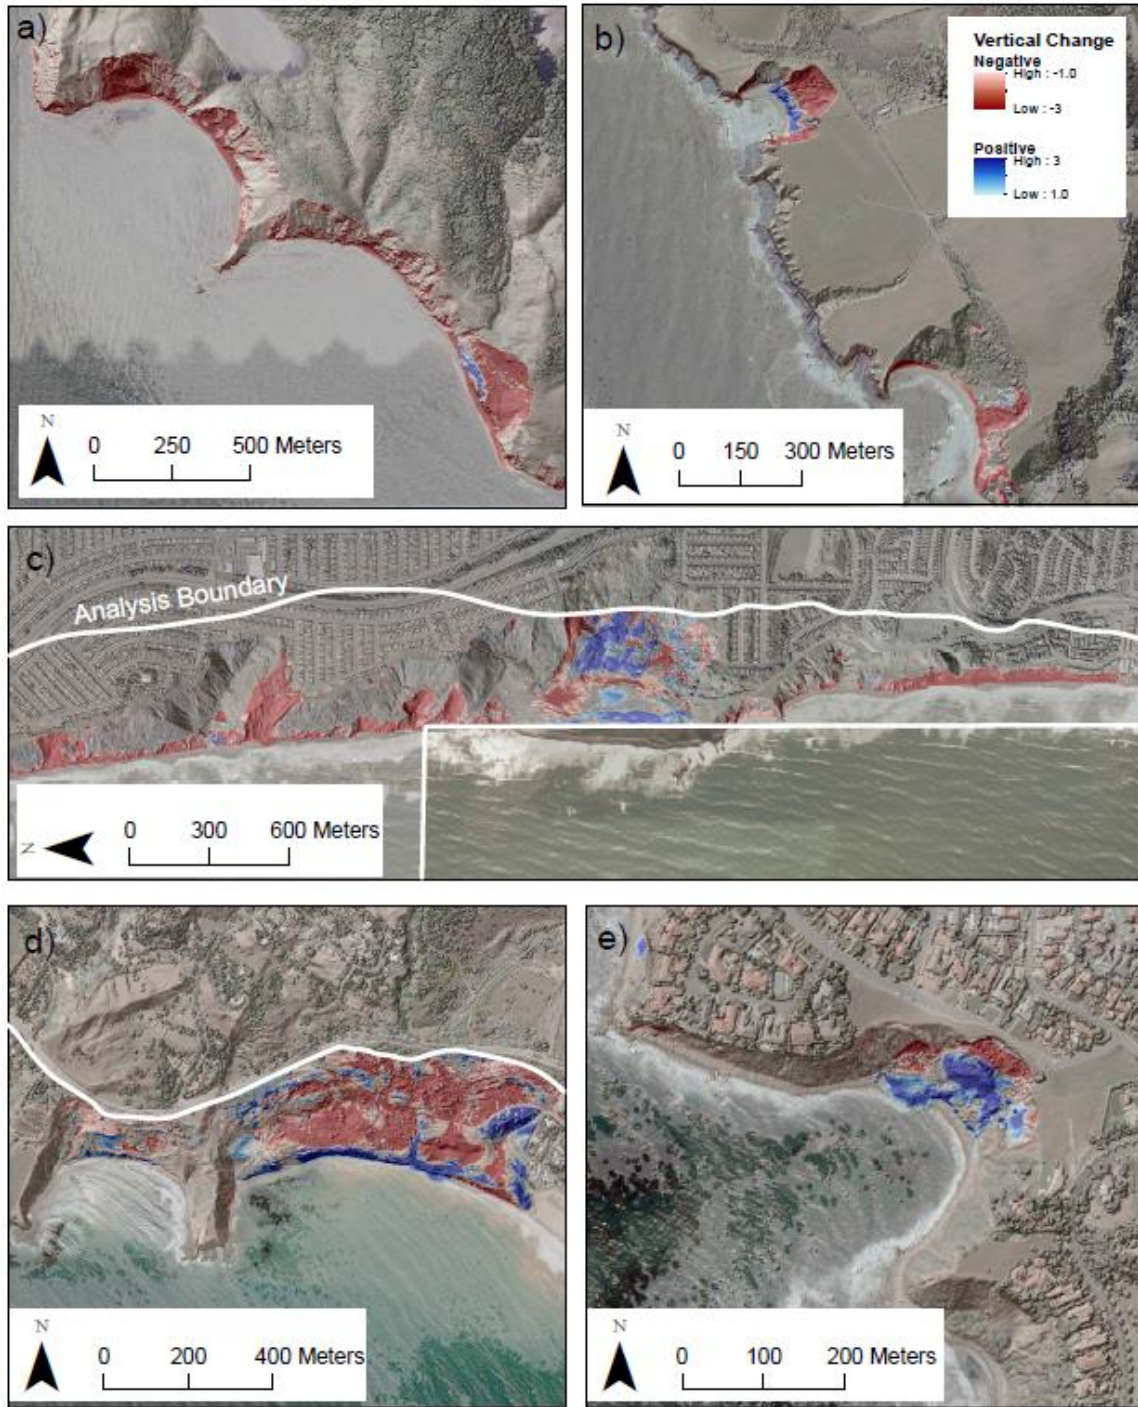 a)
b)
Vertical Change
Negative
High : -1.0
Low : -3
Positive
High : 3
Low : 1.0
N
0 250 500 Meters
N
0 150 300 Meters
c)
Analysis Boundary
N
0 300 600 Meters
d)
e)
N
0 200 400 Meters
N
0 100 200 Meters